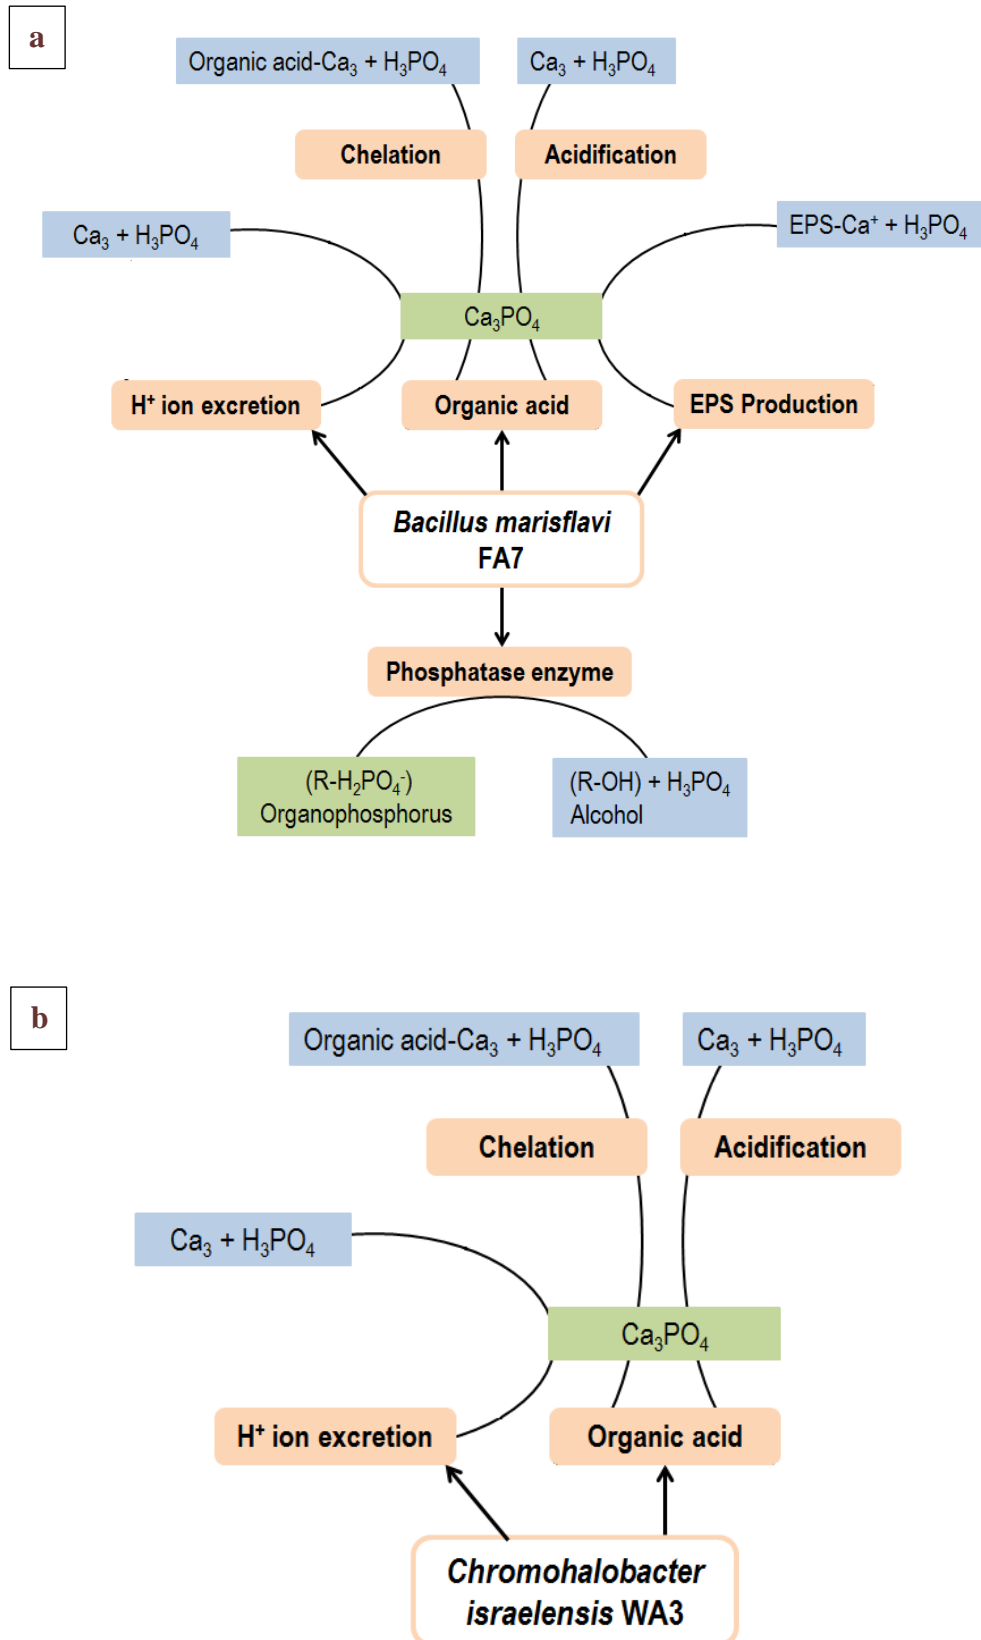 a
Organic acid-Ca₃ + H₃PO₄
Ca₃ + H₃PO₄
Chelation
Acidification
Ca₃ + H₃PO₄
EPS-Ca⁺ + H₃PO₄
Ca₃PO₄
H⁺ ion excretion
Organic acid
EPS Production
Bacillus marisflavi
FA7
Phosphatase enzyme
(R-H₂PO₄⁻)
Organophosphorus
(R-OH) + H₃PO₄
Alcohol
b
Organic acid-Ca₃ + H₃PO₄
Ca₃ + H₃PO₄
Chelation
Acidification
Ca₃ + H₃PO₄
Ca₃PO₄
H⁺ ion excretion
Organic acid
Chromohalobacter
israelensis WA3